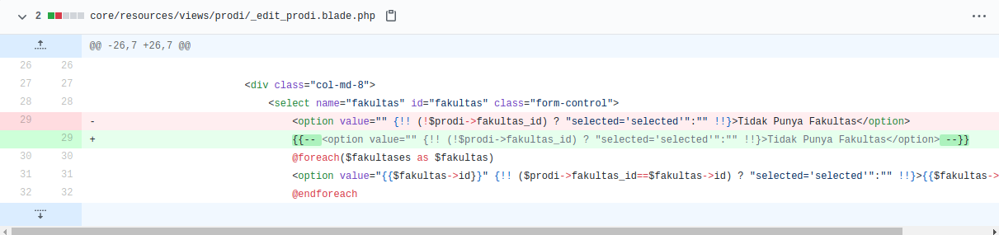 2 core/resources/views/prodi/_edit_prodi.blade.php
@@ -26,7 +26,7 @@
26 26
27 27 <div class="col-md-8">
28 28 <select name="fakultas" id="fakultas" class="form-control">
29 - <option value="" {!! (!$prodi->fakultas_id) ? "selected='selected'":"" !!}>Tidak Punya Fakultas</option>
29 + {{-- <option value="" {!! (!$prodi->fakultas_id) ? "selected='selected'":"" !!}>Tidak Punya Fakultas</option> --}}
30 30 @foreach($fakultases as $fakultas)
31 31 <option value="{{$fakultas->id}}" {!! ($prodi->fakultas_id==$fakultas->id) ? "selected='selected'":"" !!}>{{$fakultas->
32 32 @endforeach